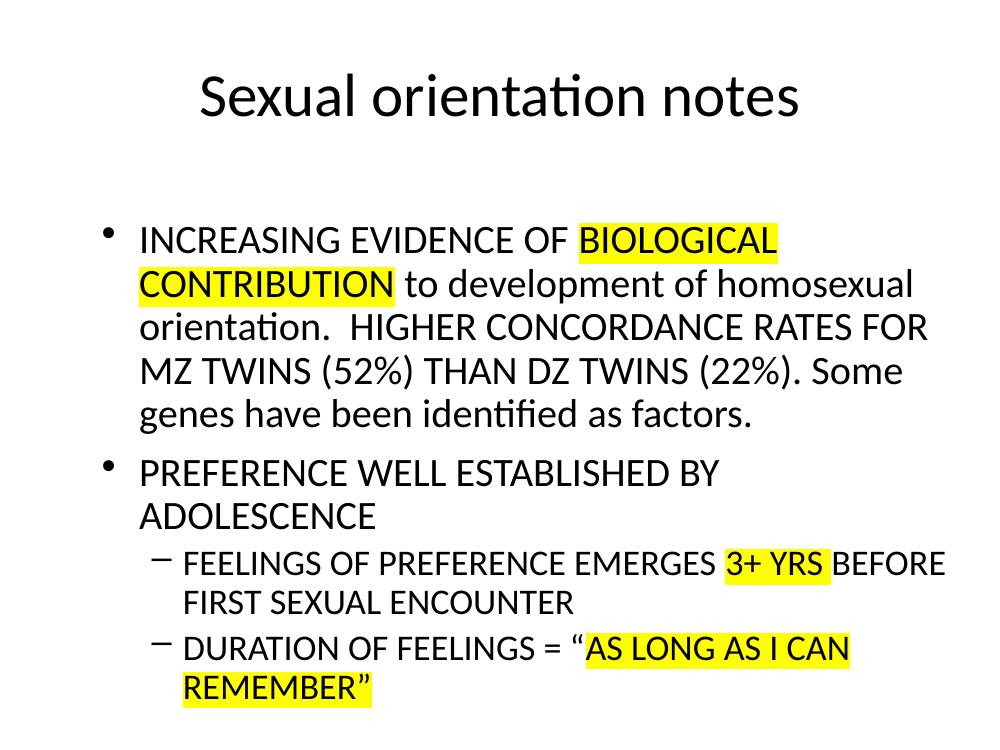 Sexual orientation notes
• INCREASING EVIDENCE OF BIOLOGICAL
CONTRIBUTION to development of homosexual
orientation.  HIGHER CONCORDANCE RATES FOR
MZ TWINS (52%) THAN DZ TWINS (22%). Some
genes have been identified as factors.
• PREFERENCE WELL ESTABLISHED BY
ADOLESCENCE
– FEELINGS OF PREFERENCE EMERGES 3+ YRS BEFORE
FIRST SEXUAL ENCOUNTER
– DURATION OF FEELINGS = “AS LONG AS I CAN
REMEMBER”